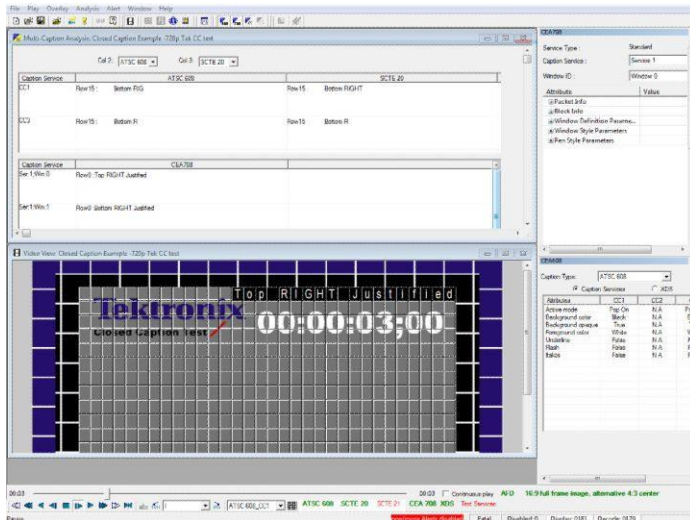 File Play Overlay Analysis Alert Window Help
Multi-Caption Analysis: Closed Caption Example -720p Tek CC test
Col 2: ATSC 608 Col 3: SCTE 20
Caption Service ATSC 608 SCTE 20
CC1 Row15: Bottom RIG Row15 Bottom RIGHT
CC3 Row15: Bottom R Row15 Bottom R
Caption Service CEA708
Ser:1;Win:0 Row0: Top RIGHT Justified
Ser:1;Win:1 Row0: Bottom RIGHT Justified
Video View: Closed Caption Example -720p Tek CC test
Top RIGHT Justified
Tektronix
Closed Caption Test
00:00:03;00
CEA708
Service Type : Standard
Caption Service : Service 1
Window ID : Window 0
Attribute Value
Packet Info
Block Info
Window Definition Parame...
Window Style Parameters
Pen Style Parameters
CEA608
Caption Type: ATSC 608
Caption Services XDS
Attributes CC1 CC2
Active mode Pop On N.A
Background color Black N.A
Background opaque True N.A
Foreground color White N.A
Underline False N.A
Flash False N.A
Italics False N.A
00:03 00:03 Continuous play AFD 16:9 full frame image, alternative 4:3 center
ATSC 608_CC1 ATSC 608 SCTE 20 SCTE 21 CEA 708 XDS Text Services
Pause Fatal Disabled:0 Display:0181 Decode:0179